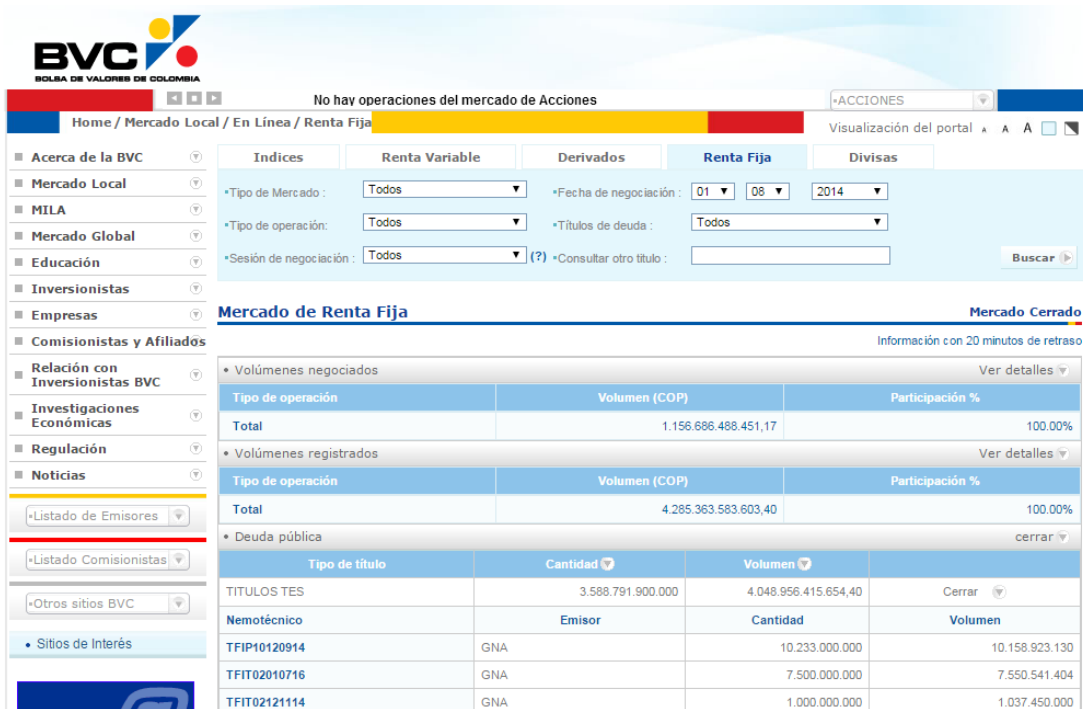 BVC
BOLSA DE VALORES DE COLOMBIA
No hay operaciones del mercado de Acciones
ACCIONES
Home / Mercado Local / En Línea / Renta Fija
Visualización del portal A A A
Acerca de la BVC
Mercado Local
MILA
Mercado Global
Educación
Inversionistas
Empresas
Comisionistas y Afiliados
Relación con
Inversionistas BVC
Investigaciones
Económicas
Regulación
Noticias
Listado de Emisores
Listado Comisionistas
Otros sitios BVC
Sitios de Interés
Indices Renta Variable Derivados Renta Fija Divisas
Tipo de Mercado : Todos Fecha de negociación : 01 08 2014
Tipo de operación: Todos Títulos de deuda : Todos
Sesión de negociación : Todos (?) Consultar otro titulo :
Buscar
Mercado de Renta Fija Mercado Cerrado
Información con 20 minutos de retraso
Volúmenes negociados Ver detalles
Tipo de operación Volumen (COP) Participación %
Total 1.156.686.488.451,17 100.00%
Volúmenes registrados Ver detalles
Tipo de operación Volumen (COP) Participación %
Total 4.285.363.583.603,40 100.00%
Deuda pública cerrar
Tipo de título Cantidad Volumen
TITULOS TES 3.588.791.900.000 4.048.956.415.654,40 Cerrar
Nemotécnico Emisor Cantidad Volumen
TFIP10120914 GNA 10.233.000.000 10.158.923.130
TFIT02010716 GNA 7.500.000.000 7.550.541.404
TFIT02121114 GNA 1.000.000.000 1.037.450.000